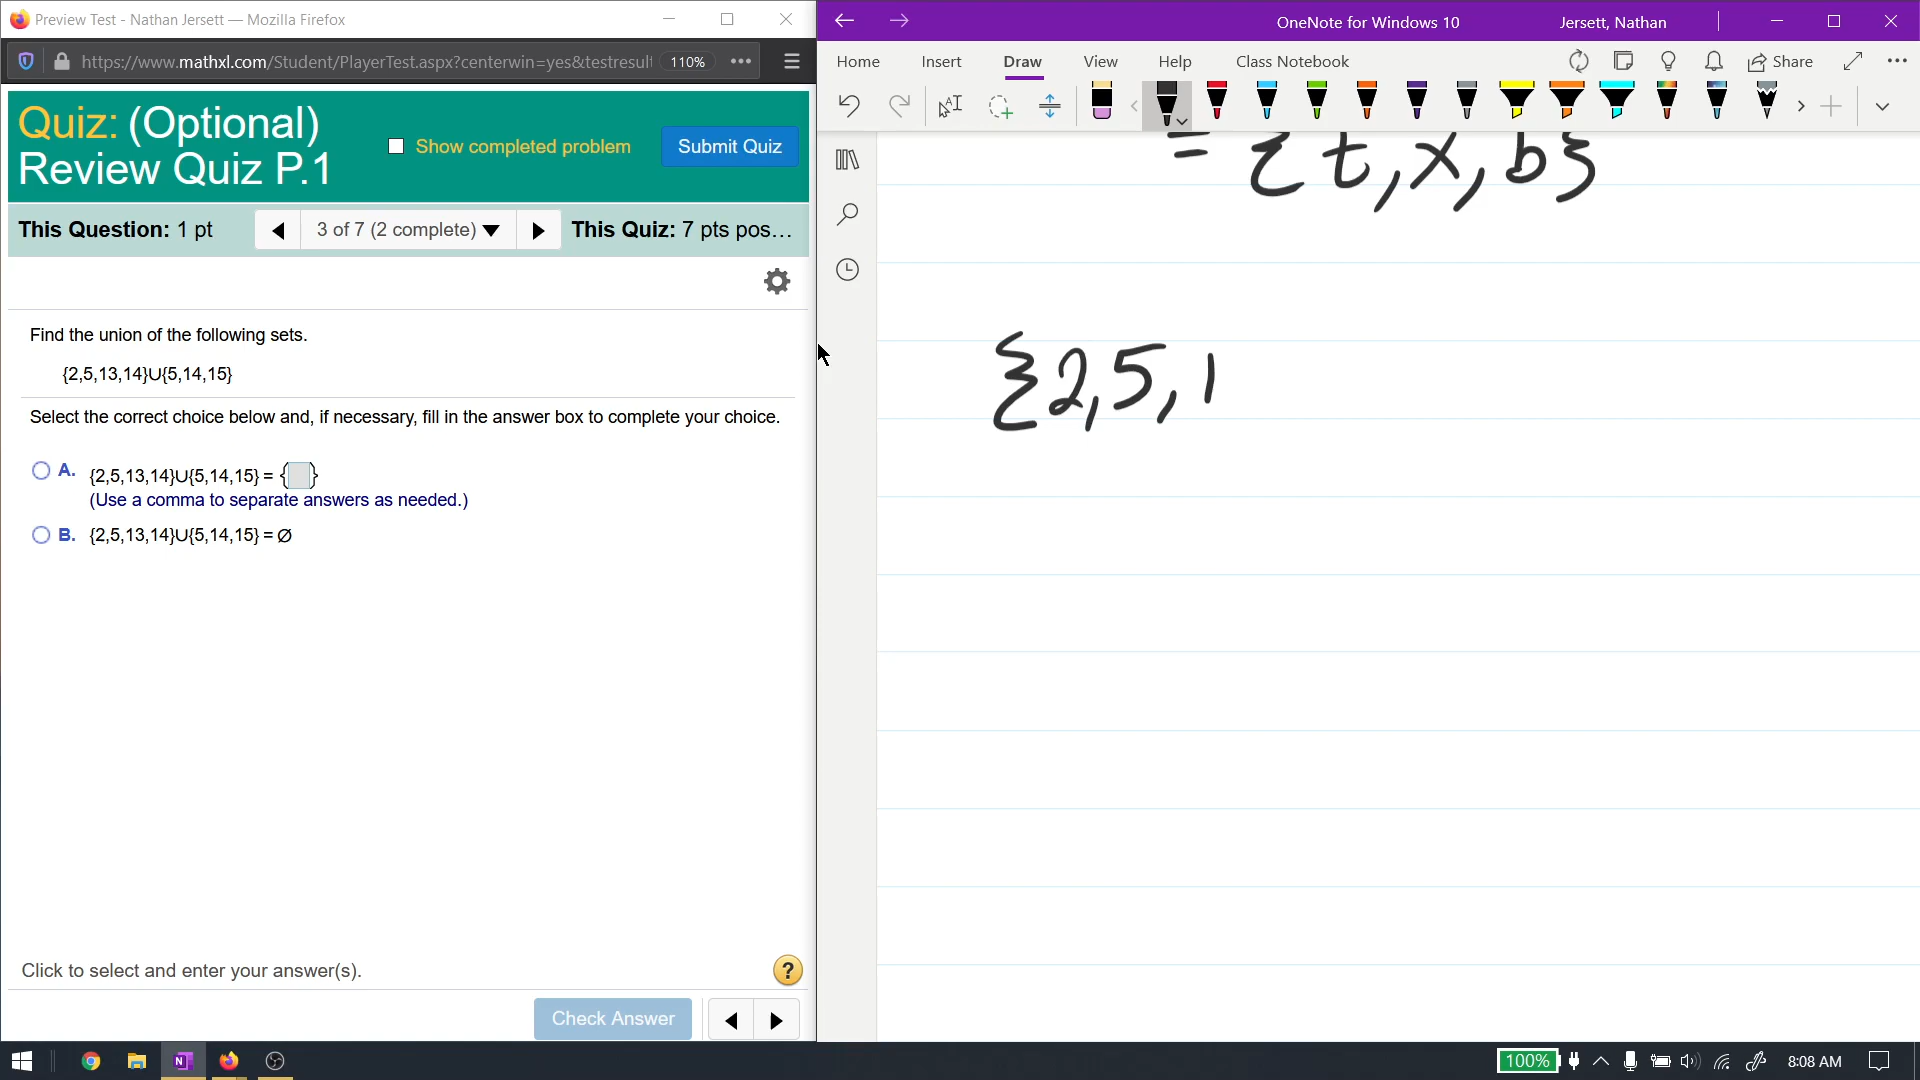 Preview Test - Nathan Jersett — Mozilla Firefox
https://www.mathxl.com/Student/PlayerTest.aspx?centerwin=yes&testresul
110%
Quiz: (Optional)
Review Quiz P.1
Show completed problem
Submit Quiz
This Question: 1 pt
3 of 7 (2 complete)
This Quiz: 7 pts pos...
Find the union of the following sets.
{2,5,13,14}∪{5,14,15}
Select the correct choice below and, if necessary, fill in the answer box to complete your choice.
A. {2,5,13,14}∪{5,14,15} = { }
(Use a comma to separate answers as needed.)
B. {2,5,13,14}∪{5,14,15} = ∅
Click to select and enter your answer(s).
?
Check Answer
OneNote for Windows 10
Jersett, Nathan
Home Insert Draw View Help Class Notebook
Share
= {t,x,b}
{2,5,1
100%
8:08 AM